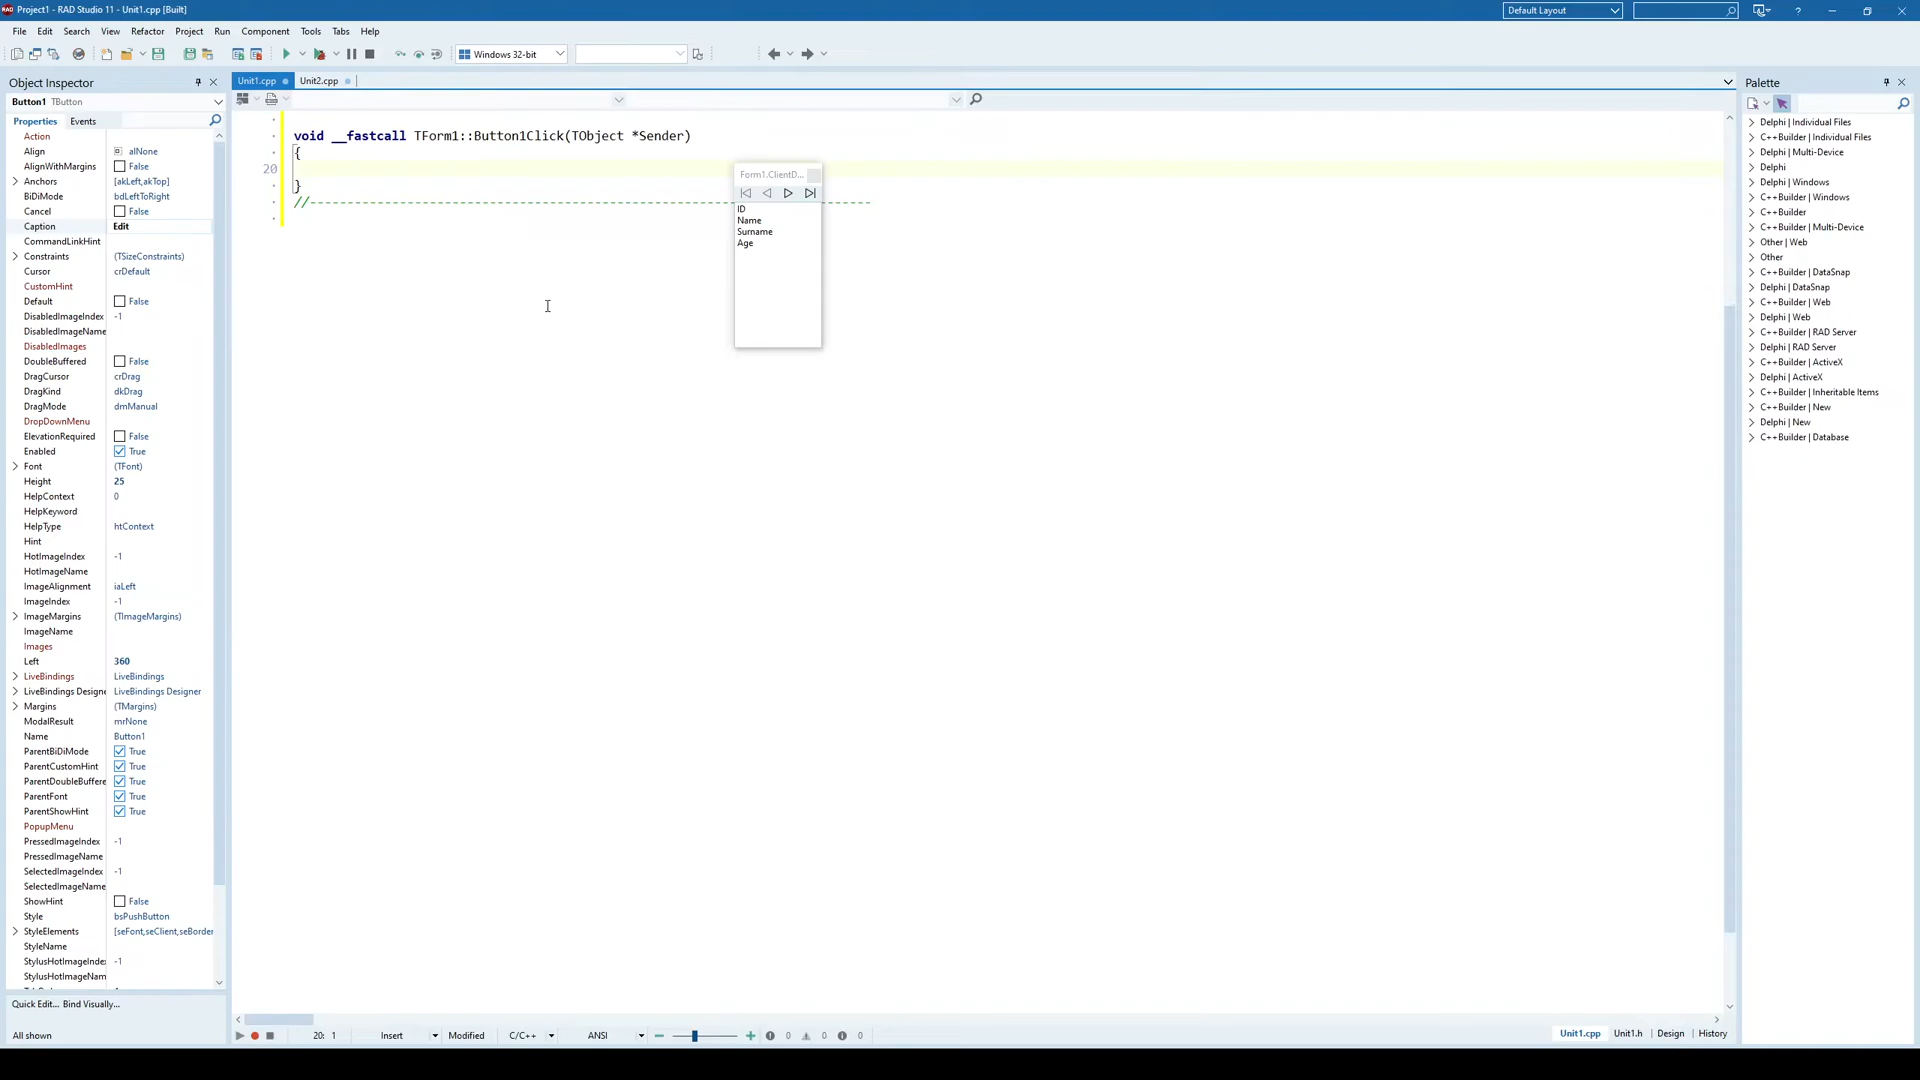 Project1 - RAD Studio 11 - Unit1.cpp [Built]
Default Layout
File Edit Search View Refactor Project Run Component Tools Tabs Help
Windows 32-bit
Object Inspector
Button1 TButton
Properties Events
Action
Align alNone
AlignWithMargins False
Anchors [akLeft,akTop]
BiDiMode bdLeftToRight
Cancel False
Caption Edit
CommandLinkHint
Constraints (TSizeConstraints)
Cursor crDefault
CustomHint
Default False
DisabledImageIndex -1
DisabledImageName
DisabledImages
DoubleBuffered False
DragCursor crDrag
DragKind dkDrag
DragMode dmManual
DropDownMenu
ElevationRequired False
Enabled True
Font (TFont)
Height 25
HelpContext 0
HelpKeyword
HelpType htContext
Hint
HotImageIndex -1
HotImageName
ImageAlignment iaLeft
ImageIndex -1
ImageMargins (TImageMargins)
ImageName
Images
Left 360
LiveBindings LiveBindings
LiveBindings Designe LiveBindings Designer
Margins (TMargins)
ModalResult mrNone
Name Button1
ParentBiDiMode True
ParentCustomHint True
ParentDoubleBuffere True
ParentFont True
ParentShowHint True
PopupMenu
PressedImageIndex -1
PressedImageName
SelectedImageIndex -1
SelectedImageName
ShowHint False
Style bsPushButton
StyleElements [seFont,seClient,seBorder
StyleName
StylusHotImageIndex -1
StylusHotImageNam
Quick Edit... Bind Visually...
All shown
Unit1.cpp Unit2.cpp
void __fastcall TForm1::Button1Click(TObject *Sender)
{
20
}
//---------------------------------------------------------------------------
Form1.ClientD...
ID
Name
Surname
Age
20: 1 Insert Modified C/C++ ANSI 0 0 0
Unit1.cpp Unit1.h Design History
Palette
Delphi | Individual Files
C++Builder | Individual Files
Delphi | Multi-Device
Delphi
Delphi | Windows
C++Builder | Windows
C++Builder
C++Builder | Multi-Device
Other | Web
Other
C++Builder | DataSnap
Delphi | DataSnap
C++Builder | Web
Delphi | Web
C++Builder | RAD Server
Delphi | RAD Server
C++Builder | ActiveX
Delphi | ActiveX
C++Builder | Inheritable Items
C++Builder | New
Delphi | New
C++Builder | Database